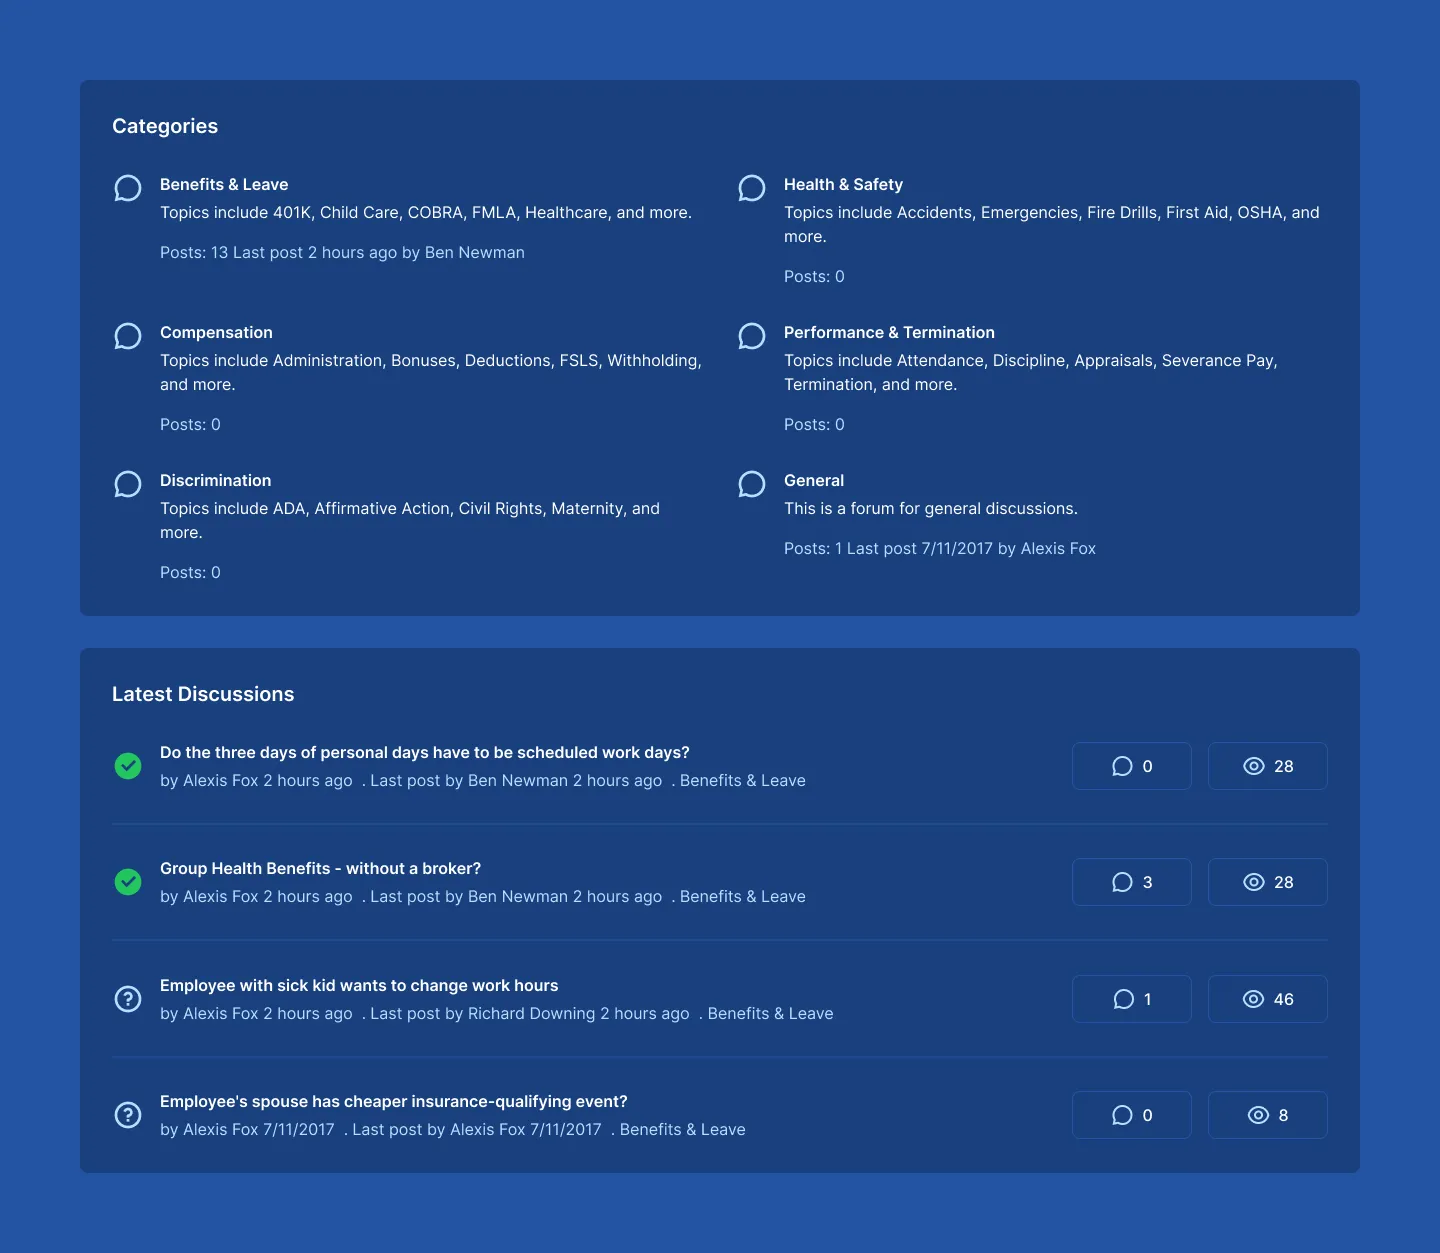 Categories
Benefits & Leave
Topics include 401K, Child Care, COBRA, FMLA, Healthcare, and more.
Posts: 13 Last post 2 hours ago by Ben Newman
Health & Safety
Topics include Accidents, Emergencies, Fire Drills, First Aid, OSHA, and
more.
Posts: 0
Compensation
Topics include Administration, Bonuses, Deductions, FSLS, Withholding,
and more.
Posts: 0
Performance & Termination
Topics include Attendance, Discipline, Appraisals, Severance Pay,
Termination, and more.
Posts: 0
Discrimination
Topics include ADA, Affirmative Action, Civil Rights, Maternity, and
more.
Posts: 0
General
This is a forum for general discussions.
Posts: 1 Last post 7/11/2017 by Alexis Fox
Latest Discussions
Do the three days of personal days have to be scheduled work days?
by Alexis Fox 2 hours ago . Last post by Ben Newman 2 hours ago . Benefits & Leave
0
28
Group Health Benefits - without a broker?
by Alexis Fox 2 hours ago . Last post by Ben Newman 2 hours ago . Benefits & Leave
3
28
Employee with sick kid wants to change work hours
by Alexis Fox 2 hours ago . Last post by Richard Downing 2 hours ago . Benefits & Leave
1
46
Employee's spouse has cheaper insurance-qualifying event?
by Alexis Fox 7/11/2017 . Last post by Alexis Fox 7/11/2017 . Benefits & Leave
0
8